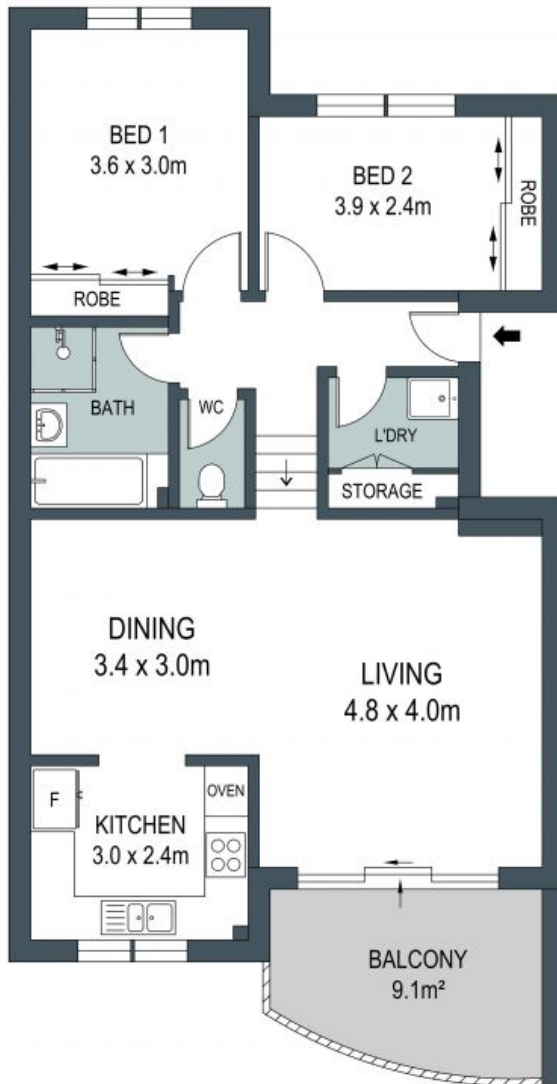 BED 1
3.6 x 3.0m
BED 2
3.9 x 2.4m
ROBE
ROBE
BATH
WC
L'DRY
STORAGE
DINING
3.4 x 3.0m
LIVING
4.8 x 4.0m
F
OVEN
KITCHEN
3.0 x 2.4m
BALCONY
9.1m²